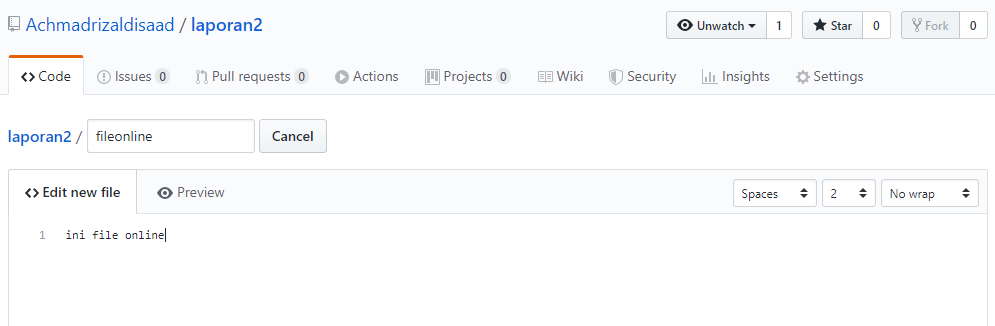 Achmadrizaldisaad / laporan2
Unwatch 1 Star 0 Fork 0
Code Issues 0 Pull requests 0 Actions Projects 0 Wiki Security Insights Settings
laporan2 / fileonline Cancel
Edit new file Preview Spaces 2 No wrap
1 ini file online